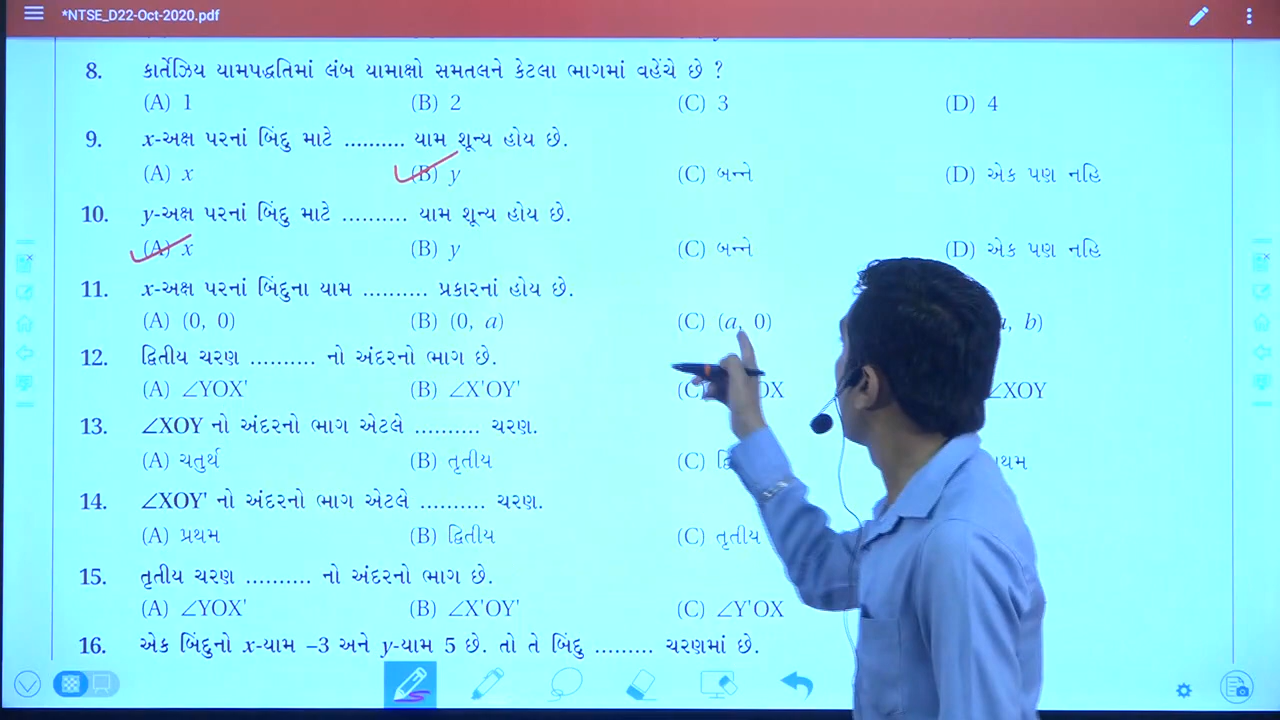 *NTSE_D22-Oct-2020.pdf
8. કાર્તેઝિય યામપદ્ધતિમાં લંબ યામાક્ષો સમતલને કેટલા ભાગમાં વહેંચે છે ?
(A) 1 (B) 2 (C) 3 (D) 4
9. x-અક્ષ પરનાં બિંદુ માટે .......... યામ શૂન્ય હોય છે.
(A) x (B) y (C) બન્ને (D) એક પણ નહિ
10. y-અક્ષ પરનાં બિંદુ માટે .......... યામ શૂન્ય હોય છે.
(A) x (B) y (C) બન્ને (D) એક પણ નહિ
11. x-અક્ષ પરનાં બિંદુના યામ .......... પ્રકારનાં હોય છે.
(A) (0, 0) (B) (0, a) (C) (a, 0) , b)
12. દ્વિતીય ચરણ .......... નો અંદરનો ભાગ છે.
(A) ∠YOX' (B) ∠X'OY' (C) OX ∠XOY
13. ∠XOY નો અંદરનો ભાગ એટલે .......... ચરણ.
(A) ચતુર્થ (B) તૃતીય (C)
14. ∠XOY' નો અંદરનો ભાગ એટલે .......... ચરણ.
(A) પ્રથમ (B) દ્વિતીય (C) તૃતીય
15. તૃતીય ચરણ .......... નો અંદરનો ભાગ છે.
(A) ∠YOX' (B) ∠X'OY' (C) ∠Y'OX
16. એક બિંદુનો x-યામ –3 અને y-યામ 5 છે. તો તે બિંદુ ......... ચરણમાં છે.